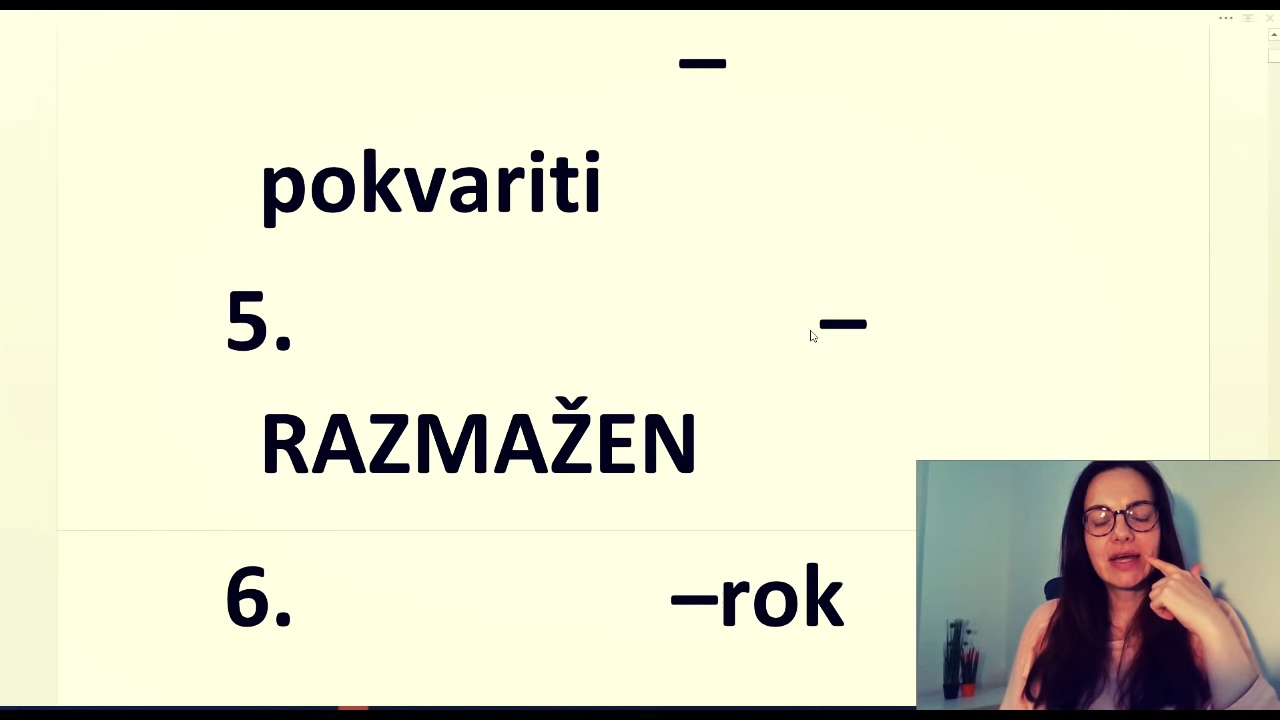 –
pokvariti
5. –
RAZMAŽEN
6. –rok